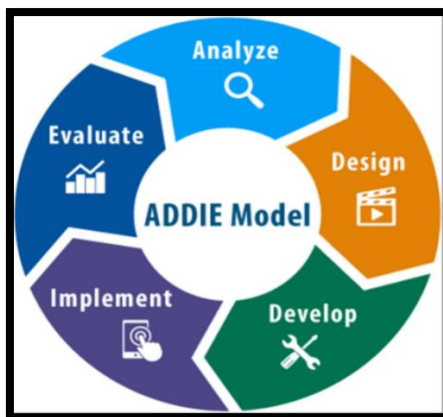 Analyze
Design
Develop
Implement
Evaluate
ADDIE Model